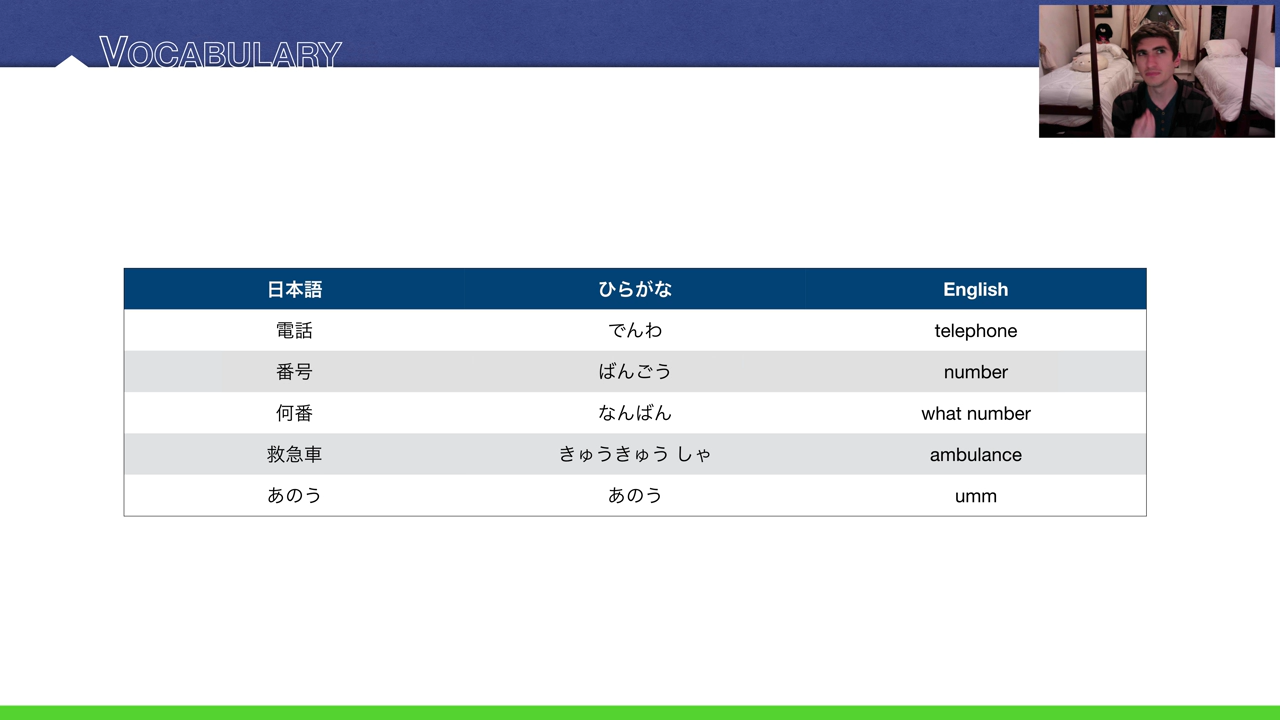 VOCABULARY
日本語 ひらがな English
電話 でんわ telephone
番号 ばんごう number
何番 なんばん what number
救急車 きゅうきゅう しゃ ambulance
あのう あのう umm